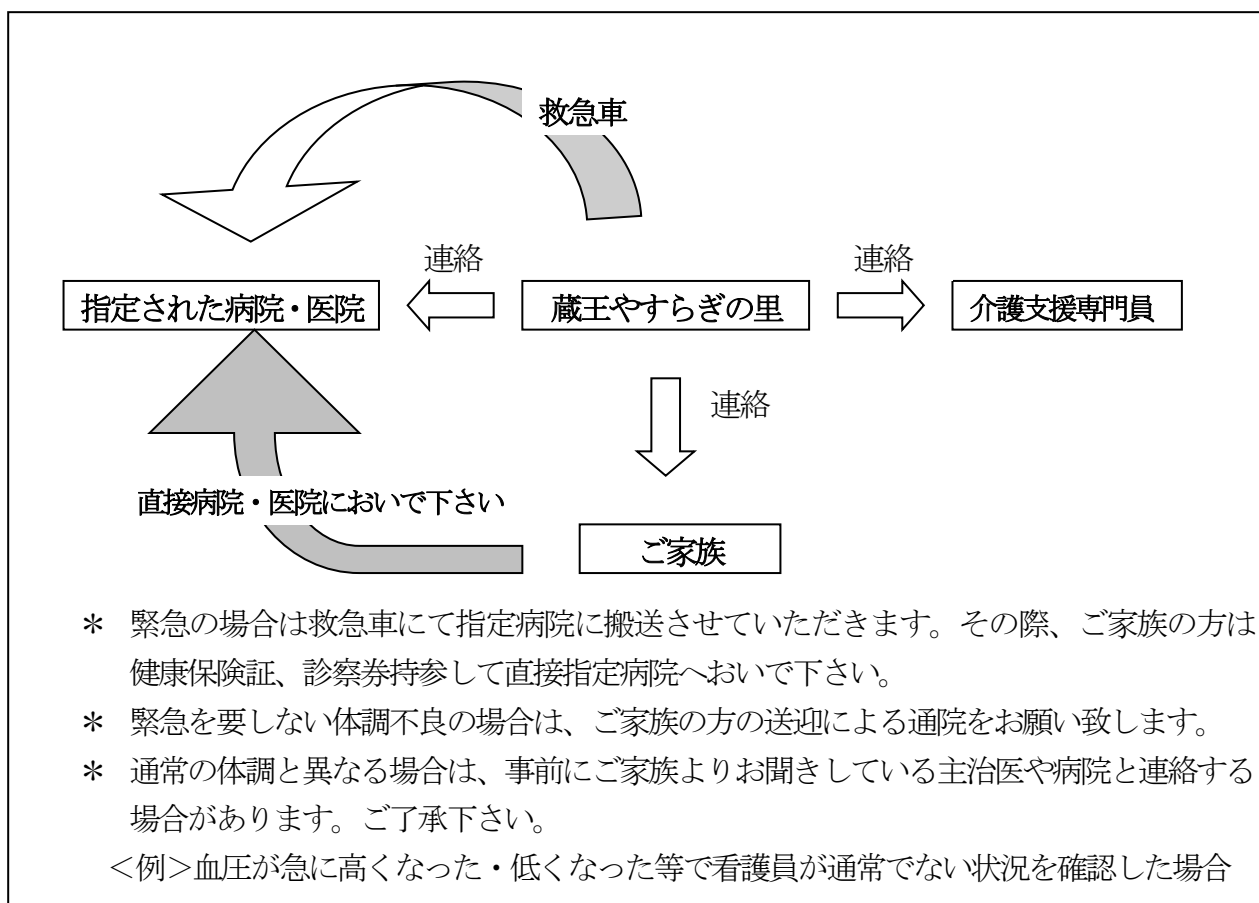 救急車
連絡
連絡
指定された病院・医院
蔵王やすらぎの里
介護支援専門員
連絡
直接病院・医院においで下さい
ご家族
＊ 緊急の場合は救急車にて指定病院に搬送させていただきます。その際、ご家族の方は
健康保険証、診察券持参して直接指定病院へおいで下さい。
＊ 緊急を要しない体調不良の場合は、ご家族の方の送迎による通院をお願い致します。
＊ 通常の体調と異なる場合は、事前にご家族よりお聞きしている主治医や病院と連絡する
場合があります。ご了承下さい。
＜例＞血圧が急に高くなった・低くなった等で看護員が通常でない状況を確認した場合